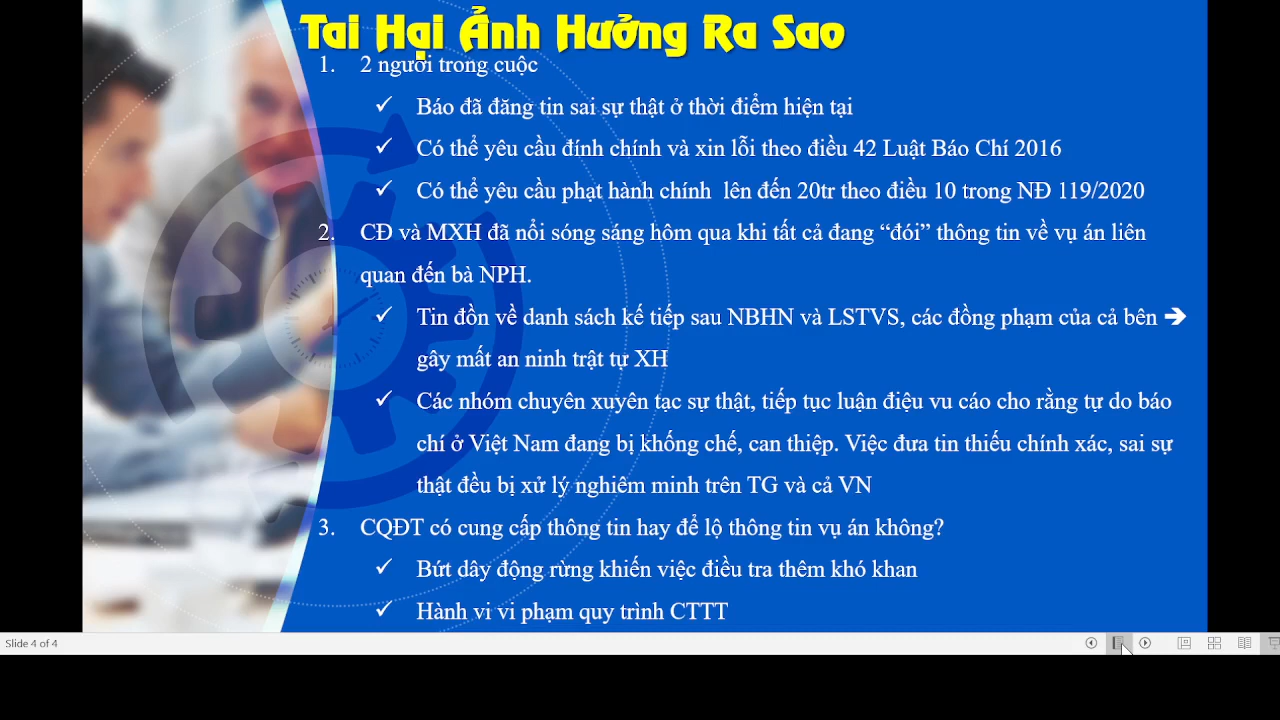 Tai Hại Ảnh Hưởng Ra Sao
1. 2 người trong cuộc
✓ Báo đã đăng tin sai sự thật ở thời điểm hiện tại
✓ Có thể yêu cầu đính chính và xin lỗi theo điều 42 Luật Báo Chí 2016
✓ Có thể yêu cầu phạt hành chính lên đến 20tr theo điều 10 trong NĐ 119/2020
2. CĐ và MXH đã nổi sóng sáng hôm qua khi tất cả đang “đói” thông tin về vụ án liên
quan đến bà NPH.
✓ Tin đồn về danh sách kế tiếp sau NBHN và LSTVS, các đồng phạm của cả bên ➔
gây mất an ninh trật tự XH
✓ Các nhóm chuyên xuyên tạc sự thật, tiếp tục luận điệu vu cáo cho rằng tự do báo
chí ở Việt Nam đang bị khống chế, can thiệp. Việc đưa tin thiếu chính xác, sai sự
thật đều bị xử lý nghiêm minh trên TG và cả VN
3. CQĐT có cung cấp thông tin hay để lộ thông tin vụ án không?
✓ Bứt dây động rừng khiến việc điều tra thêm khó khan
✓ Hành vi vi phạm quy trình CTTT
Slide 4 of 4